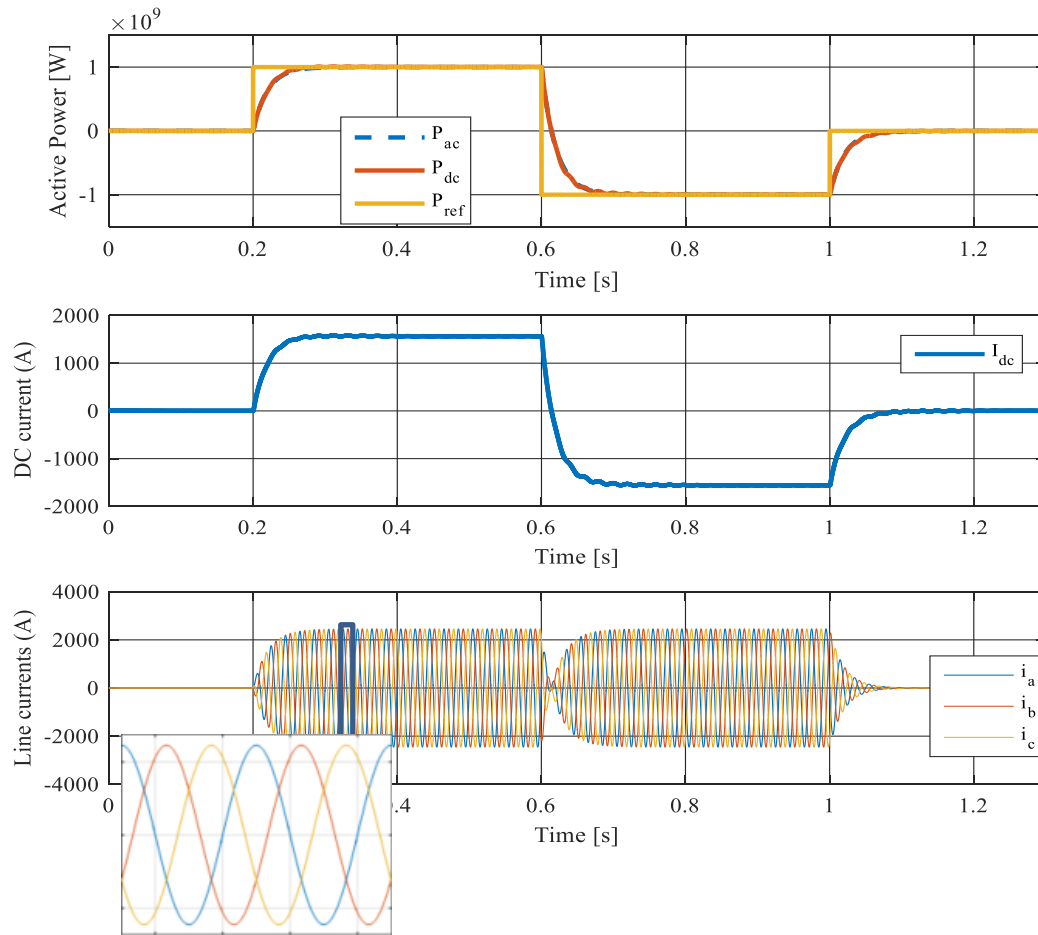 ×10^9
Active Power [W]
1
0
-1
P_ac
P_dc
P_ref
0 0.2 0.4 0.6 0.8 1 1.2
Time [s]
DC current (A)
2000
1000
0
-1000
-2000
I_dc
0 0.2 0.4 0.6 0.8 1 1.2
Time [s]
Line currents (A)
4000
2000
0
-2000
-4000
i_a
i_b
i_c
0 0.4 0.6 0.8 1 1.2
Time [s]